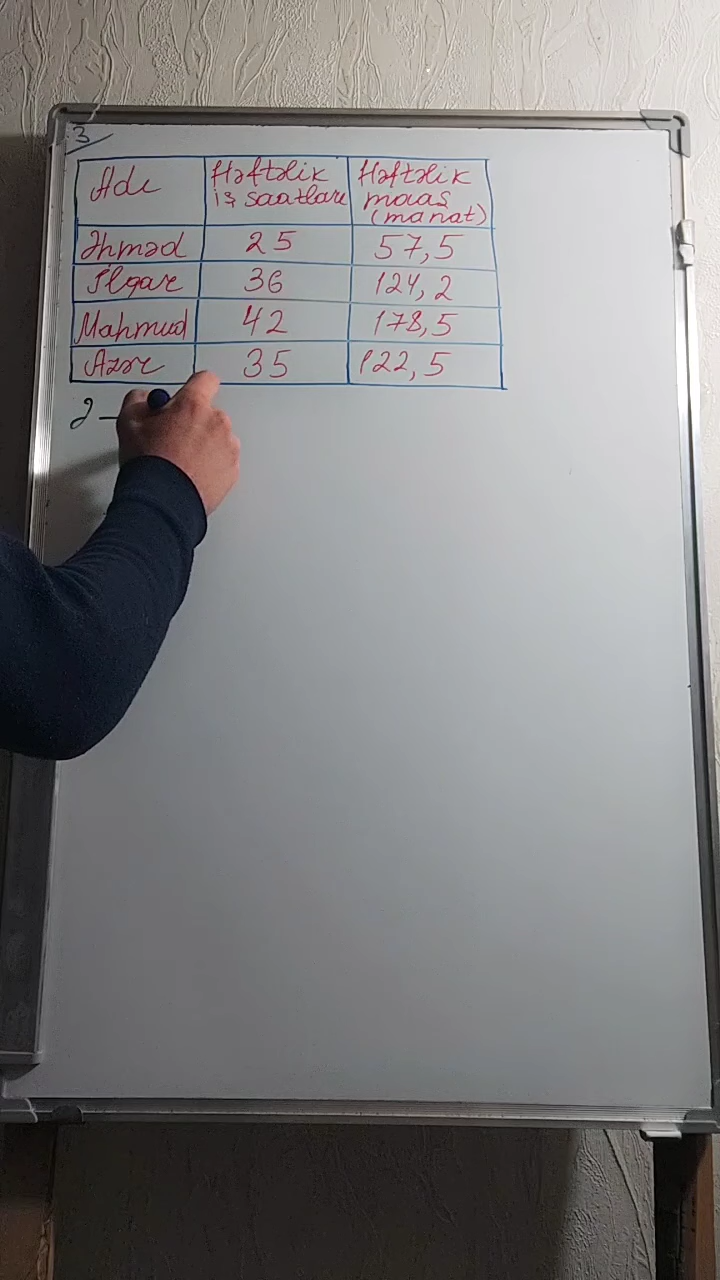 3
Adı Həftəlik iş saatları Həftəlik maaş (manat)
Əhməd 25 57,5
İlqar 36 124,2
Mahmud 42 178,5
Azər 35 122,5
Ə –